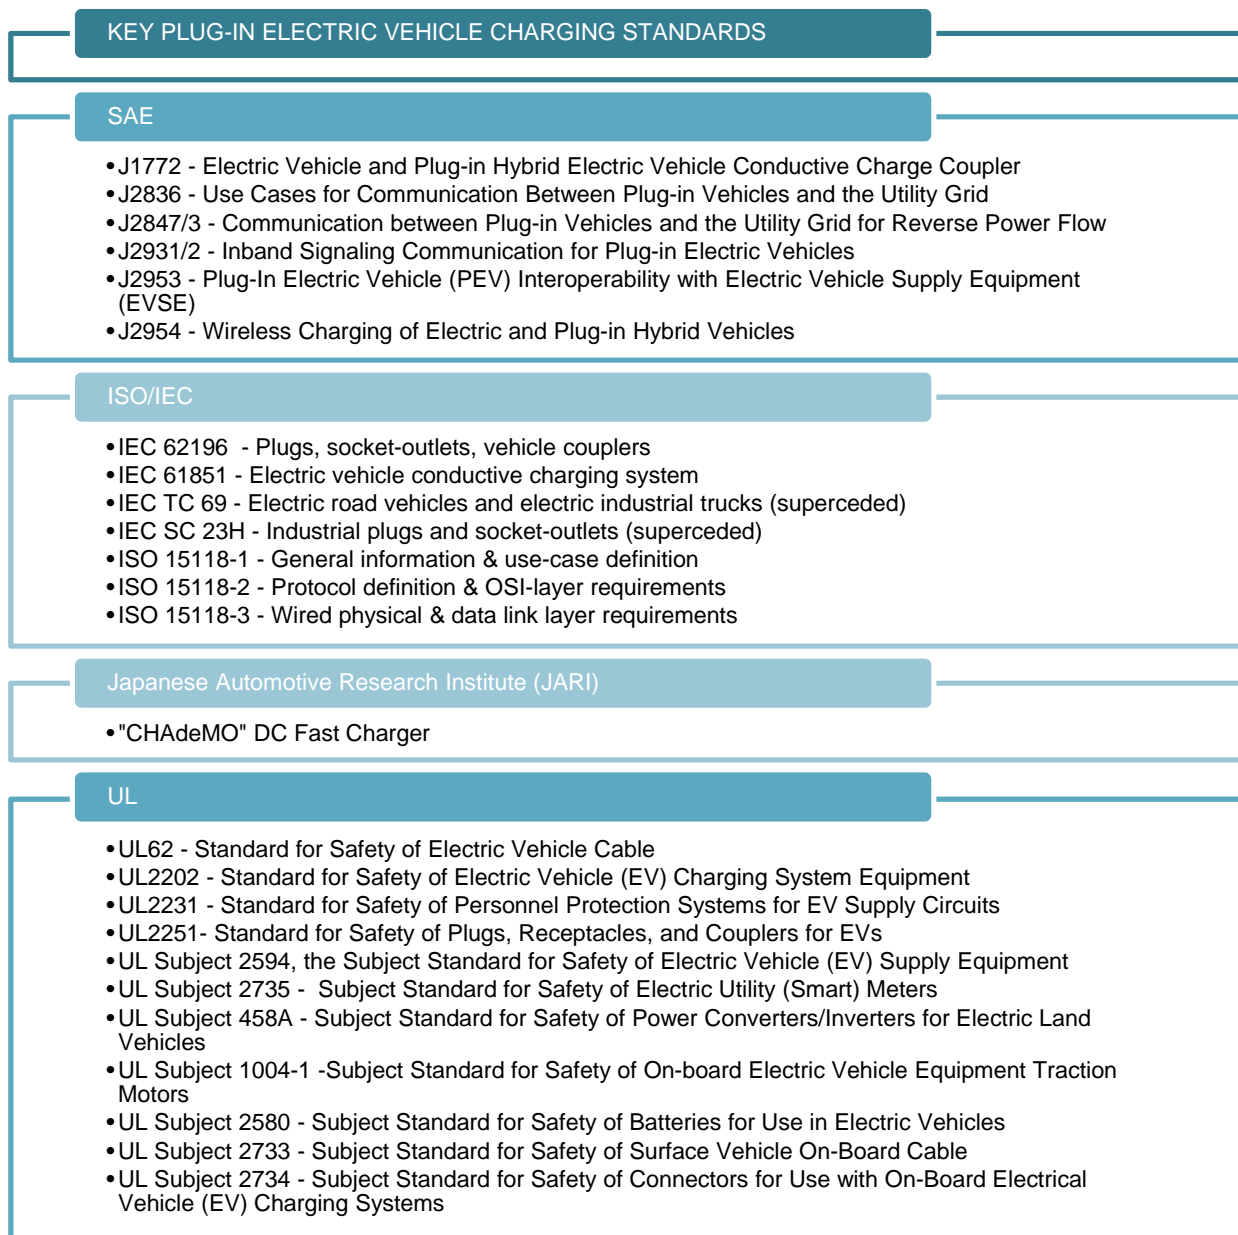 KEY PLUG-IN ELECTRIC VEHICLE CHARGING STANDARDS
SAE
•J1772 - Electric Vehicle and Plug-in Hybrid Electric Vehicle Conductive Charge Coupler
•J2836 - Use Cases for Communication Between Plug-in Vehicles and the Utility Grid
•J2847/3 - Communication between Plug-in Vehicles and the Utility Grid for Reverse Power Flow
•J2931/2 - Inband Signaling Communication for Plug-in Electric Vehicles
•J2953 - Plug-In Electric Vehicle (PEV) Interoperability with Electric Vehicle Supply Equipment
(EVSE)
•J2954 - Wireless Charging of Electric and Plug-in Hybrid Vehicles
ISO/IEC
•IEC 62196  - Plugs, socket-outlets, vehicle couplers
•IEC 61851 - Electric vehicle conductive charging system
•IEC TC 69 - Electric road vehicles and electric industrial trucks (superceded)
•IEC SC 23H - Industrial plugs and socket-outlets (superceded)
•ISO 15118-1 - General information & use-case definition
•ISO 15118-2 - Protocol definition & OSI-layer requirements
•ISO 15118-3 - Wired physical & data link layer requirements
Japanese Automotive Research Institute (JARI)
•"CHAdeMO" DC Fast Charger
UL
•UL62 - Standard for Safety of Electric Vehicle Cable
•UL2202 - Standard for Safety of Electric Vehicle (EV) Charging System Equipment
•UL2231 - Standard for Safety of Personnel Protection Systems for EV Supply Circuits
•UL2251- Standard for Safety of Plugs, Receptacles, and Couplers for EVs
•UL Subject 2594, the Subject Standard for Safety of Electric Vehicle (EV) Supply Equipment
•UL Subject 2735 -  Subject Standard for Safety of Electric Utility (Smart) Meters
•UL Subject 458A - Subject Standard for Safety of Power Converters/Inverters for Electric Land
Vehicles
•UL Subject 1004-1 -Subject Standard for Safety of On-board Electric Vehicle Equipment Traction
Motors
•UL Subject 2580 - Subject Standard for Safety of Batteries for Use in Electric Vehicles
•UL Subject 2733 - Subject Standard for Safety of Surface Vehicle On-Board Cable
•UL Subject 2734 - Subject Standard for Safety of Connectors for Use with On-Board Electrical
Vehicle (EV) Charging Systems